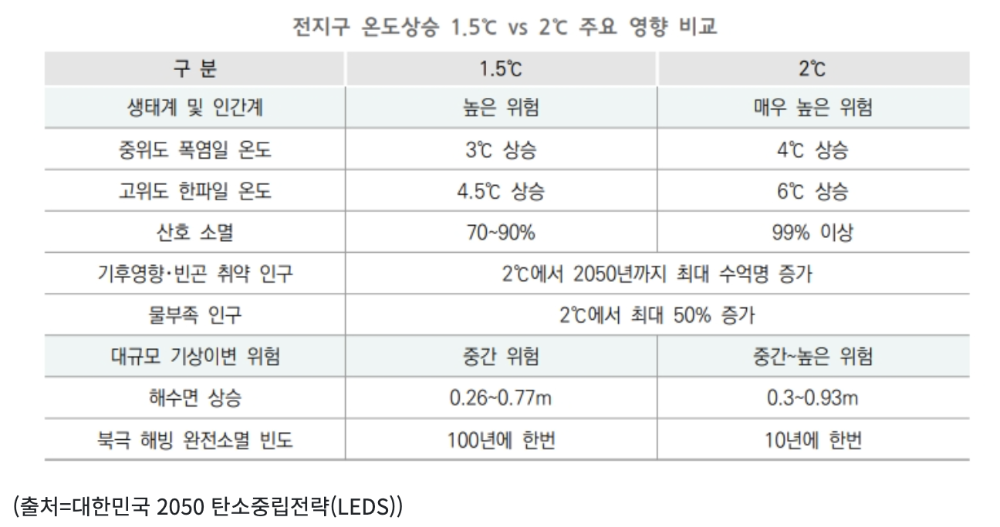 전지구 온도상승 1.5℃ vs 2℃ 주요 영향 비교
구 분 1.5℃ 2℃
생태계 및 인간계 높은 위험 매우 높은 위험
중위도 폭염일 온도 3℃ 상승 4℃ 상승
고위도 한파일 온도 4.5℃ 상승 6℃ 상승
산호 소멸 70~90% 99% 이상
기후영향·빈곤 취약 인구 2℃에서 2050년까지 최대 수억명 증가
물부족 인구 2℃에서 최대 50% 증가
대규모 기상이변 위험 중간 위험 중간~높은 위험
해수면 상승 0.26~0.77m 0.3~0.93m
북극 해빙 완전소멸 빈도 100년에 한번 10년에 한번
(출처=대한민국 2050 탄소중립전략(LEDS))